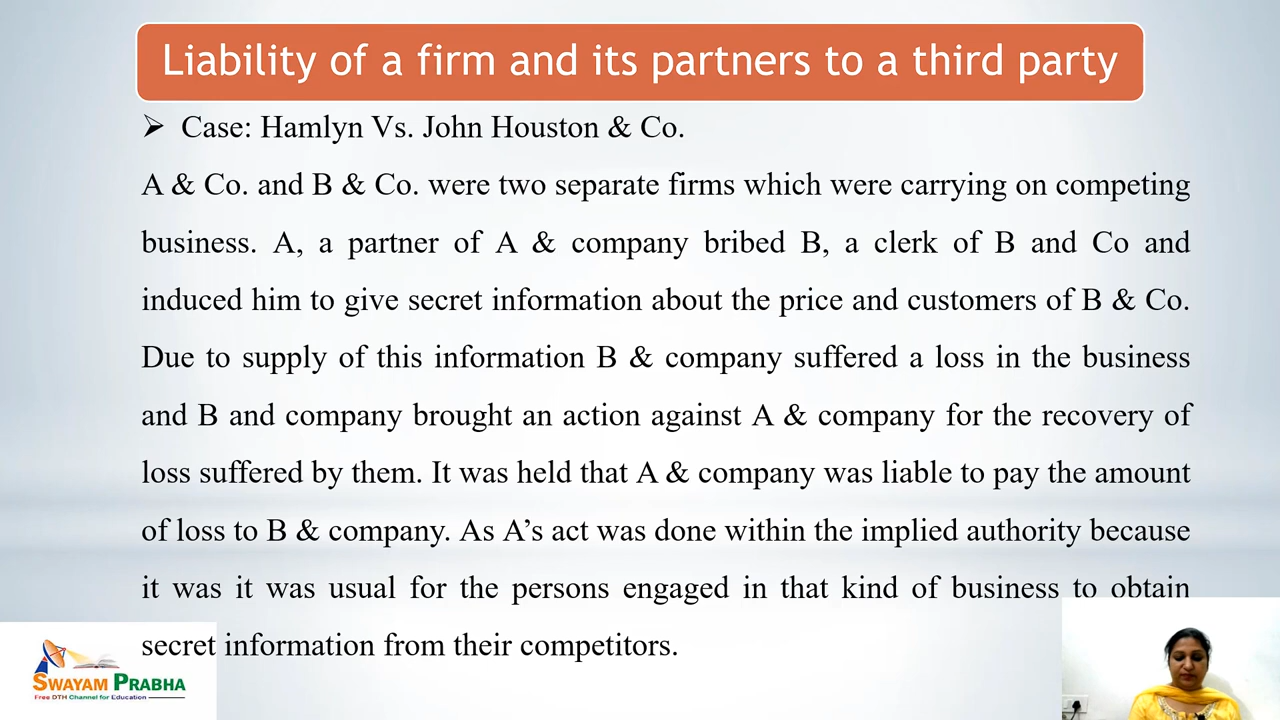 Liability of a firm and its partners to a third party
➢ Case: Hamlyn Vs. John Houston & Co.
A & Co. and B & Co. were two separate firms which were carrying on competing
business. A, a partner of A & company bribed B, a clerk of B and Co and
induced him to give secret information about the price and customers of B & Co.
Due to supply of this information B & company suffered a loss in the business
and B and company brought an action against A & company for the recovery of
loss suffered by them. It was held that A & company was liable to pay the amount
of loss to B & company. As A’s act was done within the implied authority because
it was it was usual for the persons engaged in that kind of business to obtain
secret information from their competitors.
SWAYAM PRABHA
Free DTH Channel for Education